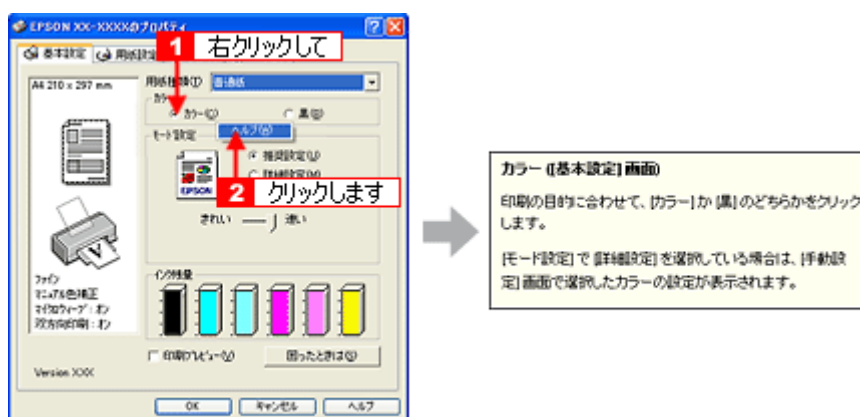 EPSON XX-XXXXのプロパティ
基本設定
1 右クリックして
A4 210 x 297 mm
用紙種類(T) 普通紙
カラー
カラー(C) 黒(B)
ヘルプ(W)
モード設定
推奨設定(U)
詳細設定(M)
EPSON
2 クリックします
きれい 速い
ファイン
マニュアル色補正
マイクロウィーブ:オン
双方向印刷:オン
インク残量
印刷プレビュー(V) 困ったときは(Q)
Version XXX
OK キャンセル ヘルプ
カラー ([基本設定] 画面)
印刷の目的に合わせて、[カラー] か [黒] のどちらかをクリック
します。
[モード設定] で [詳細設定] を選択している場合は、[手動設
定] 画面で選択したカラーの設定が表示されます。